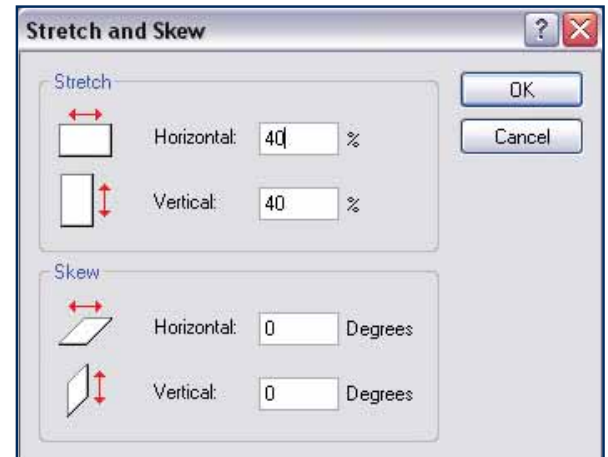 Stretch and Skew
Stretch
OK
Horizontal: 40 %
Cancel
Vertical: 40 %
Skew
Horizontal: 0 Degrees
Vertical: 0 Degrees